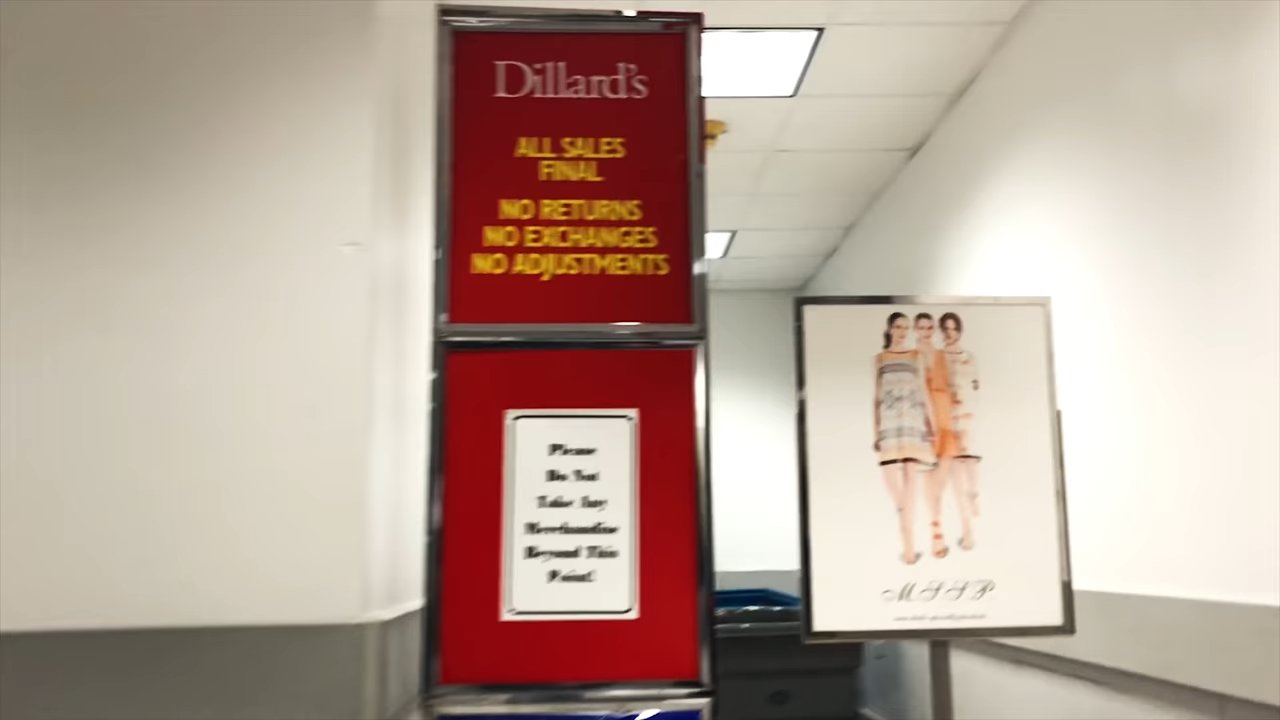 Dillard's
ALL SALES
FINAL
NO RETURNS
NO EXCHANGES
NO ADJUSTMENTS
Please
Do Not
Take Any
Merchandise
Beyond This
Point!
MSSP